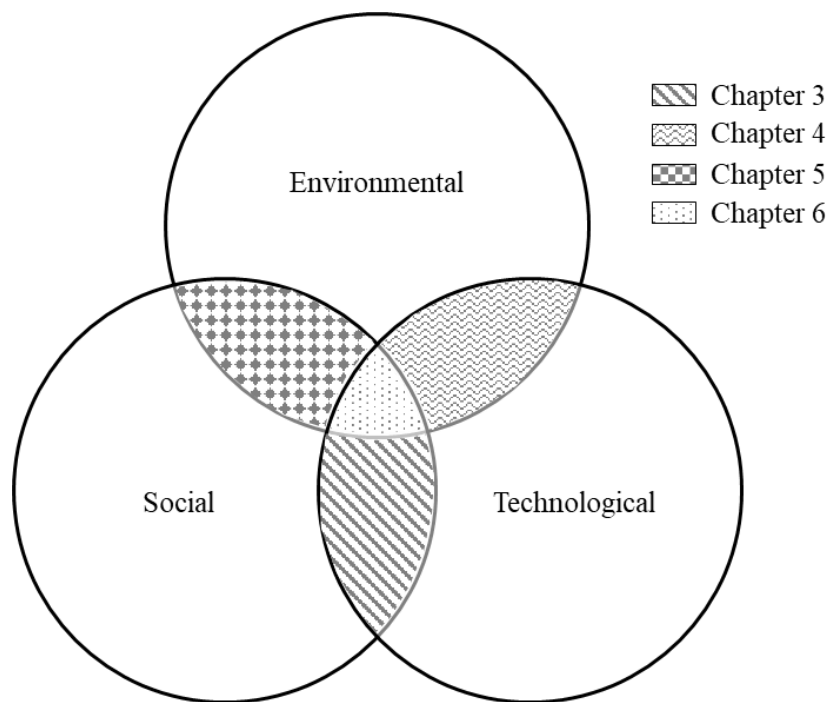 Environmental
Chapter 3
Chapter 4
Chapter 5
Chapter 6
Social
Technological